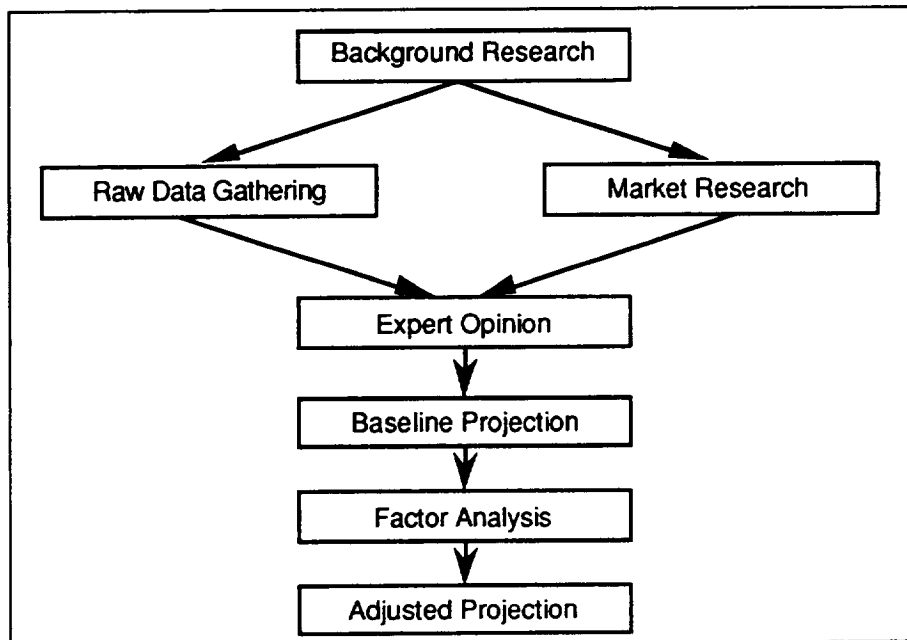 Background Research
Raw Data Gathering
Market Research
Expert Opinion
Baseline Projection
Factor Analysis
Adjusted Projection